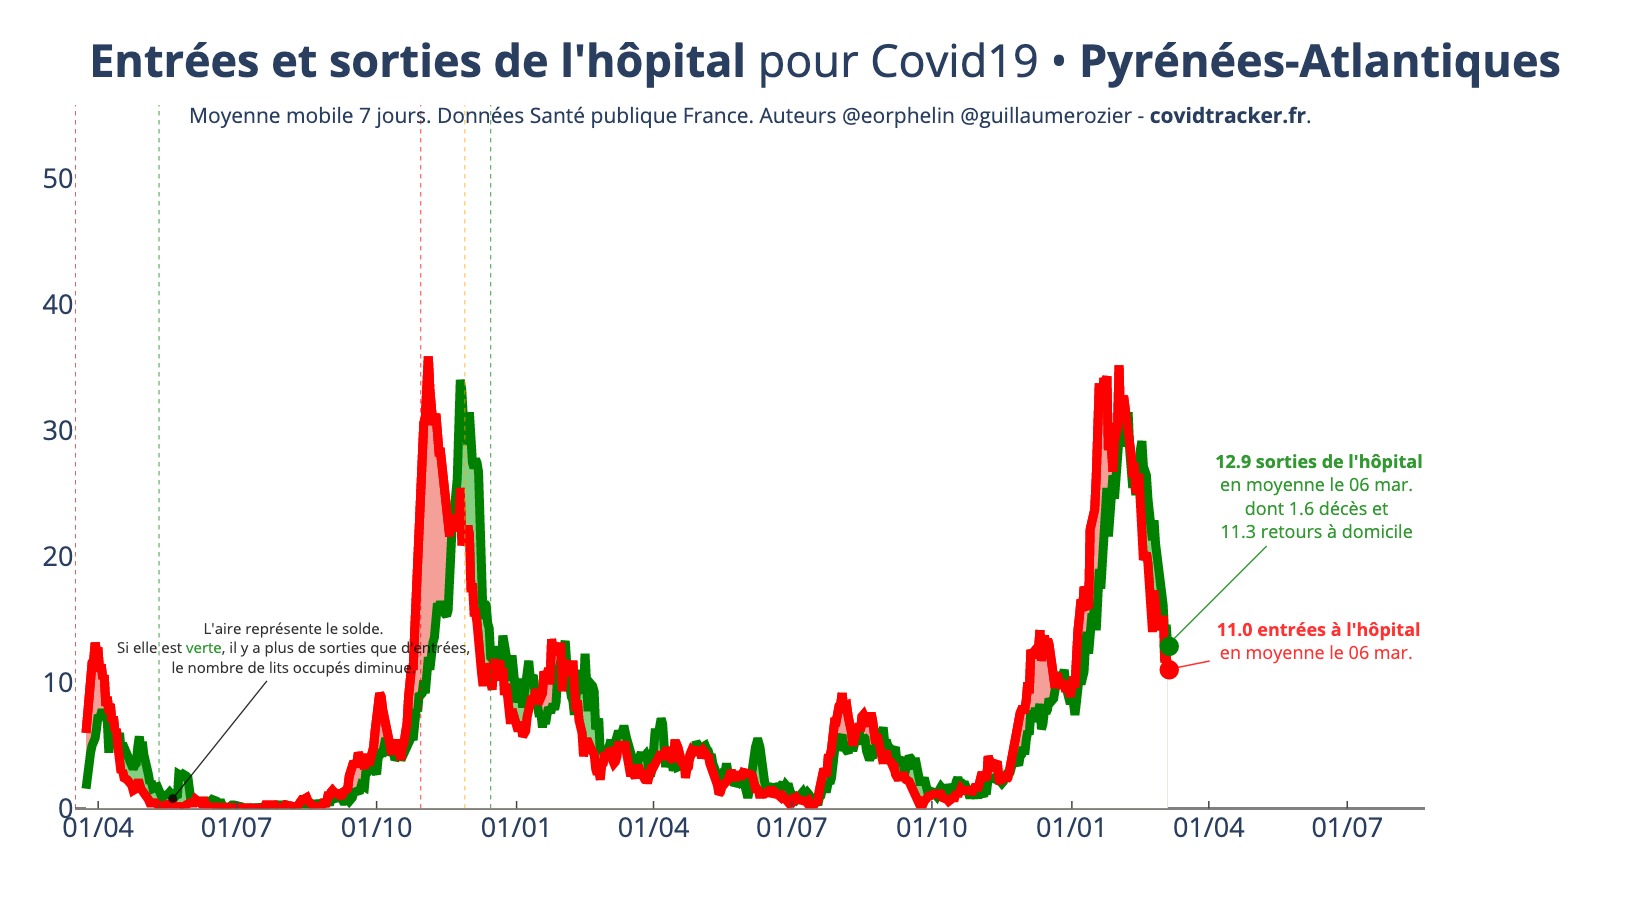 Entrées et sorties de l'hôpital pour Covid19 • Pyrénées-Atlantiques
Moyenne mobile 7 jours. Données Santé publique France. Auteurs @eorphelin @guillaumerozier - covidtracker.fr.
50
40
30
20
10
0
12.9 sorties de l'hôpital
en moyenne le 06 mar.
dont 1.6 décès et
11.3 retours à domicile
11.0 entrées à l'hôpital
en moyenne le 06 mar.
L'aire représente le solde.
Si elle est verte, il y a plus de sorties que d'entrées,
le nombre de lits occupés diminue.
01/04 01/07 01/10 01/01 01/04 01/07 01/10 01/01 01/04 01/07